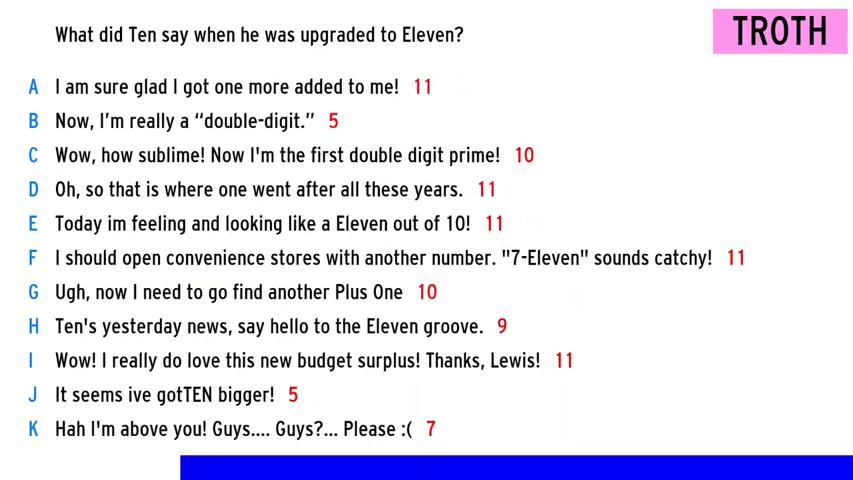 What did Ten say when he was upgraded to Eleven?
TROTH
A I am sure glad I got one more added to me! 11
B Now, I'm really a “double-digit.” 5
C Wow, how sublime! Now I'm the first double digit prime! 10
D Oh, so that is where one went after all these years. 11
E Today im feeling and looking like a Eleven out of 10! 11
F I should open convenience stores with another number. "7-Eleven" sounds catchy! 11
G Ugh, now I need to go find another Plus One 10
H Ten's yesterday news, say hello to the Eleven groove. 9
I Wow! I really do love this new budget surplus! Thanks, Lewis! 11
J It seems ive gotTEN bigger! 5
K Hah I'm above you! Guys.... Guys?... Please :( 7